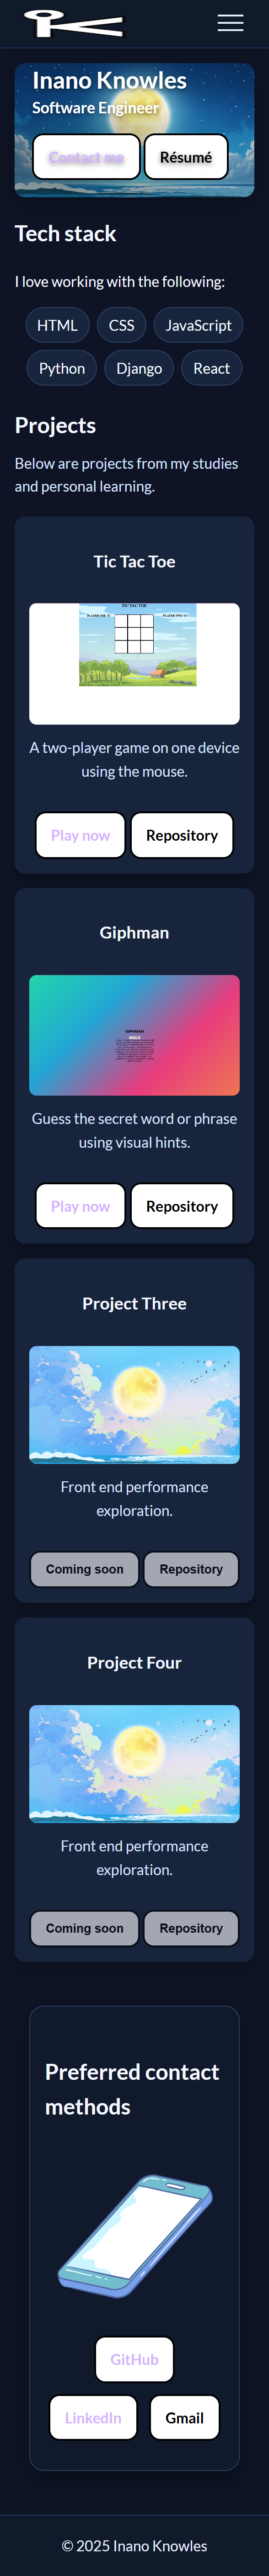 Inano Knowles
Software Engineer
Contact me
Résumé
Tech stack
I love working with the following:
HTML
CSS
JavaScript
Python
Django
React
Projects
Below are projects from my studies
and personal learning.
Tic Tac Toe
TIC TAC TOE
A two-player game on one device
using the mouse.
Play now
Repository
Giphman
GIPHMAN
Guess the secret word or phrase
using visual hints.
Play now
Repository
Project Three
Front end performance
exploration.
Coming soon
Repository
Project Four
Front end performance
exploration.
Coming soon
Repository
Preferred contact
methods
GitHub
LinkedIn
Gmail
© 2025 Inano Knowles